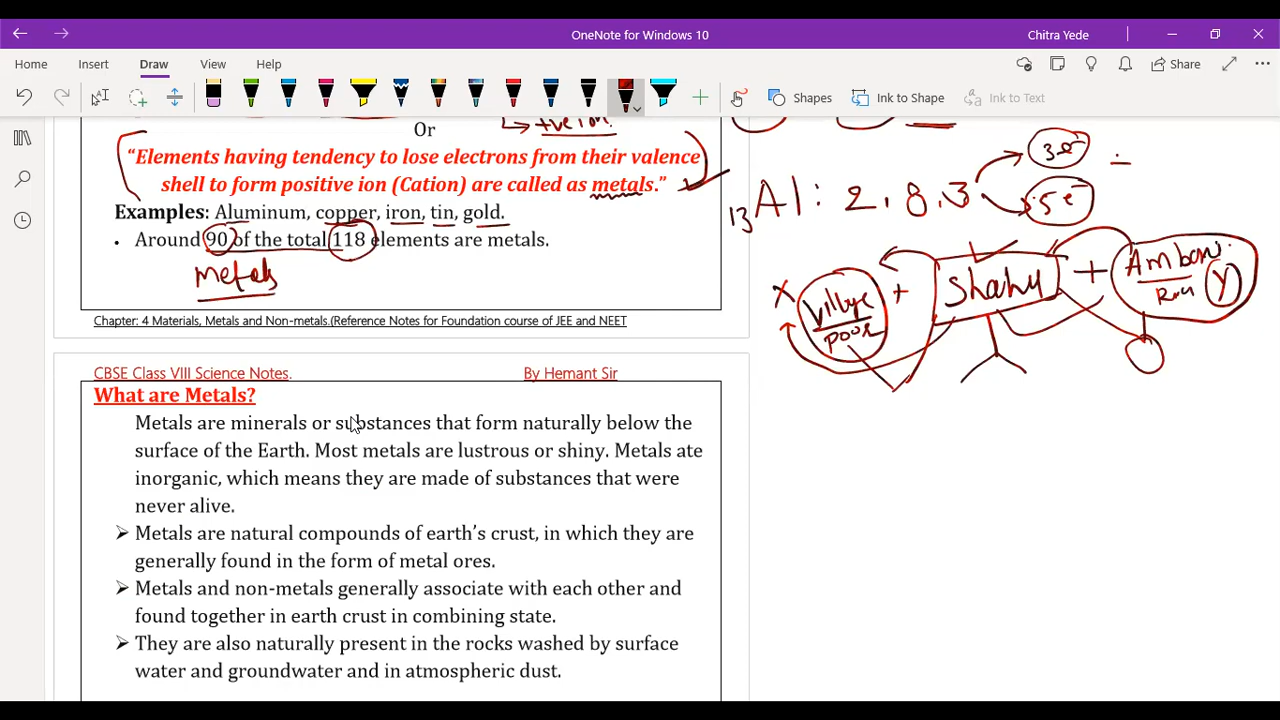 OneNote for Windows 10
Chitra Yede
Home Insert Draw View Help
Share
Shapes Ink to Shape Ink to Text
+ve ion.
Or
“Elements having tendency to lose electrons from their valence
shell to form positive ion (Cation) are called as metals.”
Examples: Aluminum, copper, iron, tin, gold.
• Around 90 of the total 118 elements are metals.
Metals
Chapter: 4 Materials, Metals and Non-metals.(Reference Notes for Foundation course of JEE and NEET
CBSE Class VIII Science Notes. By Hemant Sir
What are Metals?
Metals are minerals or substances that form naturally below the
surface of the Earth. Most metals are lustrous or shiny. Metals ate
inorganic, which means they are made of substances that were
never alive.
➢ Metals are natural compounds of earth’s crust, in which they are
generally found in the form of metal ores.
➢ Metals and non-metals generally associate with each other and
found together in earth crust in combining state.
➢ They are also naturally present in the rocks washed by surface
water and groundwater and in atmospheric dust.
3e⁻
13Al : 2, 8, 3
5e⁻
X + Shahu +
poor
Y